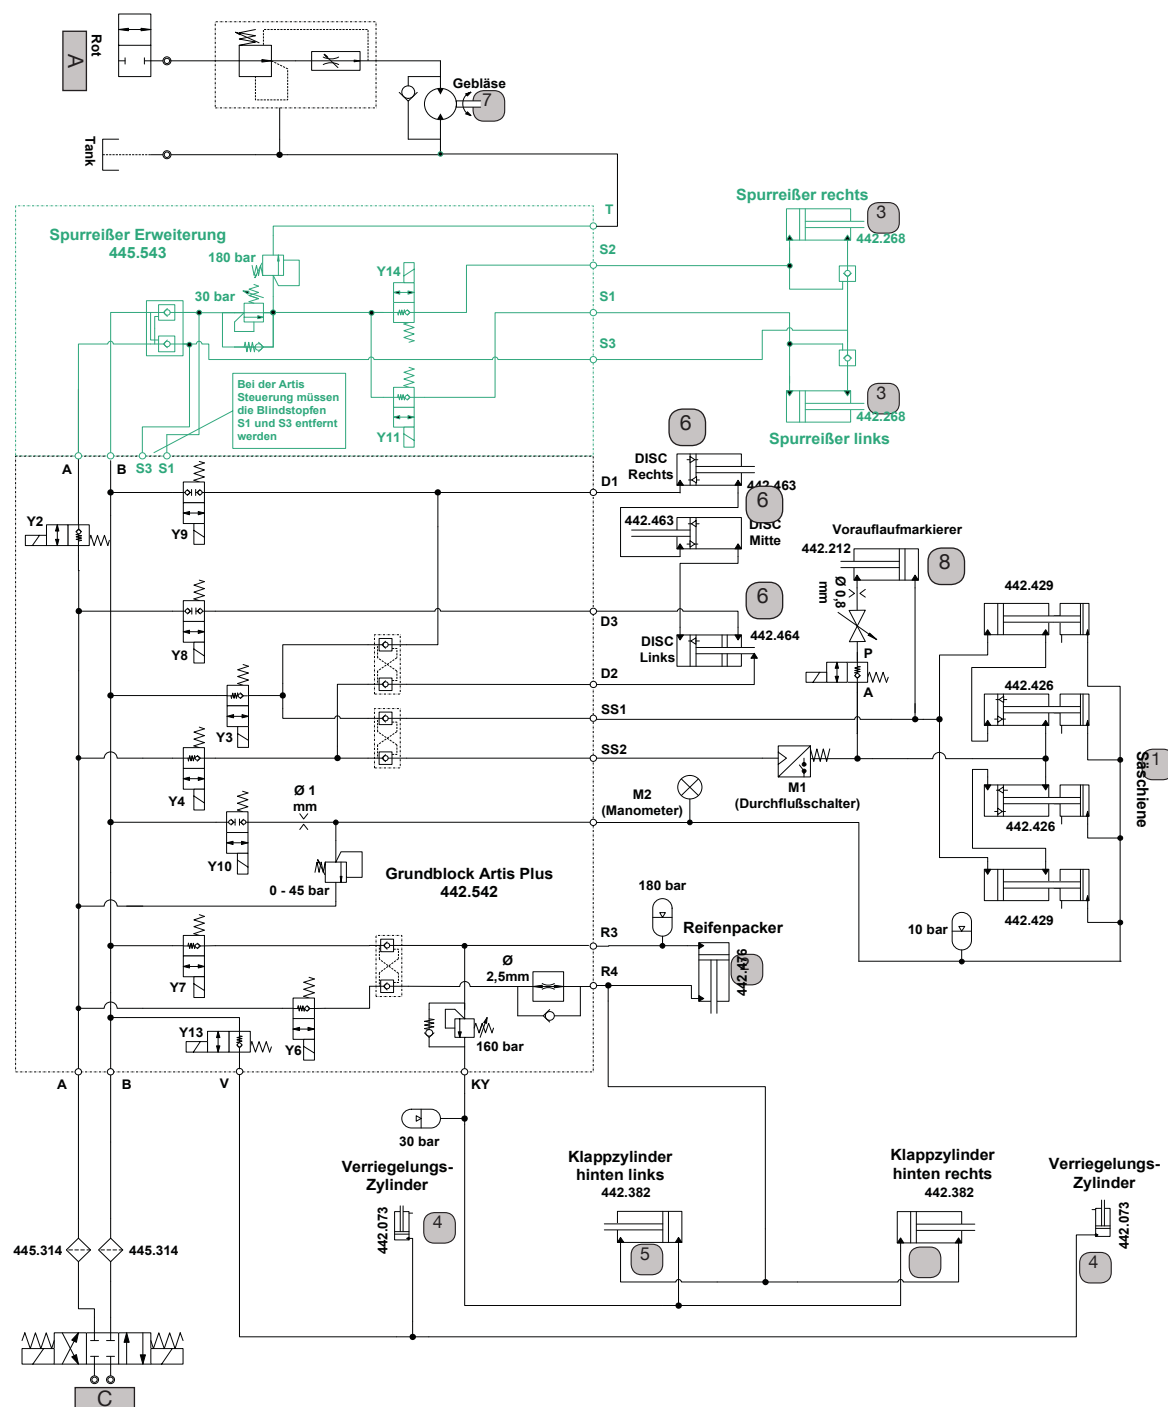 Rot
A
Tank
Gebläse
7
T
Spurreißer Erweiterung
445.543
180 bar
30 bar
Y14
Y11
S2
S1
S3
Spurreißer rechts
3
442.268
3
442.268
Spurreißer links
Bei der Artis
Steuerung müssen
die Blindstopfen
S1 und S3 entfernt
werden
A
B
S3
S1
Y2
Y9
D1
6
DISC
Rechts
442.463
6
442.463
DISC
Mitte
Y8
D3
6
DISC
Links
442.464
D2
Vorauflaufmarkierer
442.212
8
Ø 0,8
mm
P
A
442.429
442.426
442.426
442.429
Säschiene
1
Y3
SS1
Y4
SS2
M1
(Durchflußschalter)
Ø 1
mm
M2
(Manometer)
Y10
0 - 45 bar
Grundblock Artis Plus
442.542
180 bar
10 bar
Reifenpacker
442.476
Y7
R3
R4
Ø
2,5mm
Y6
Y13
160 bar
A
B
V
KY
30 bar
Verriegelungs-
Zylinder
442.073
4
Klappzylinder
hinten links
442.382
5
Klappzylinder
hinten rechts
442.382
Verriegelungs-
Zylinder
442.073
4
445.314
445.314
C